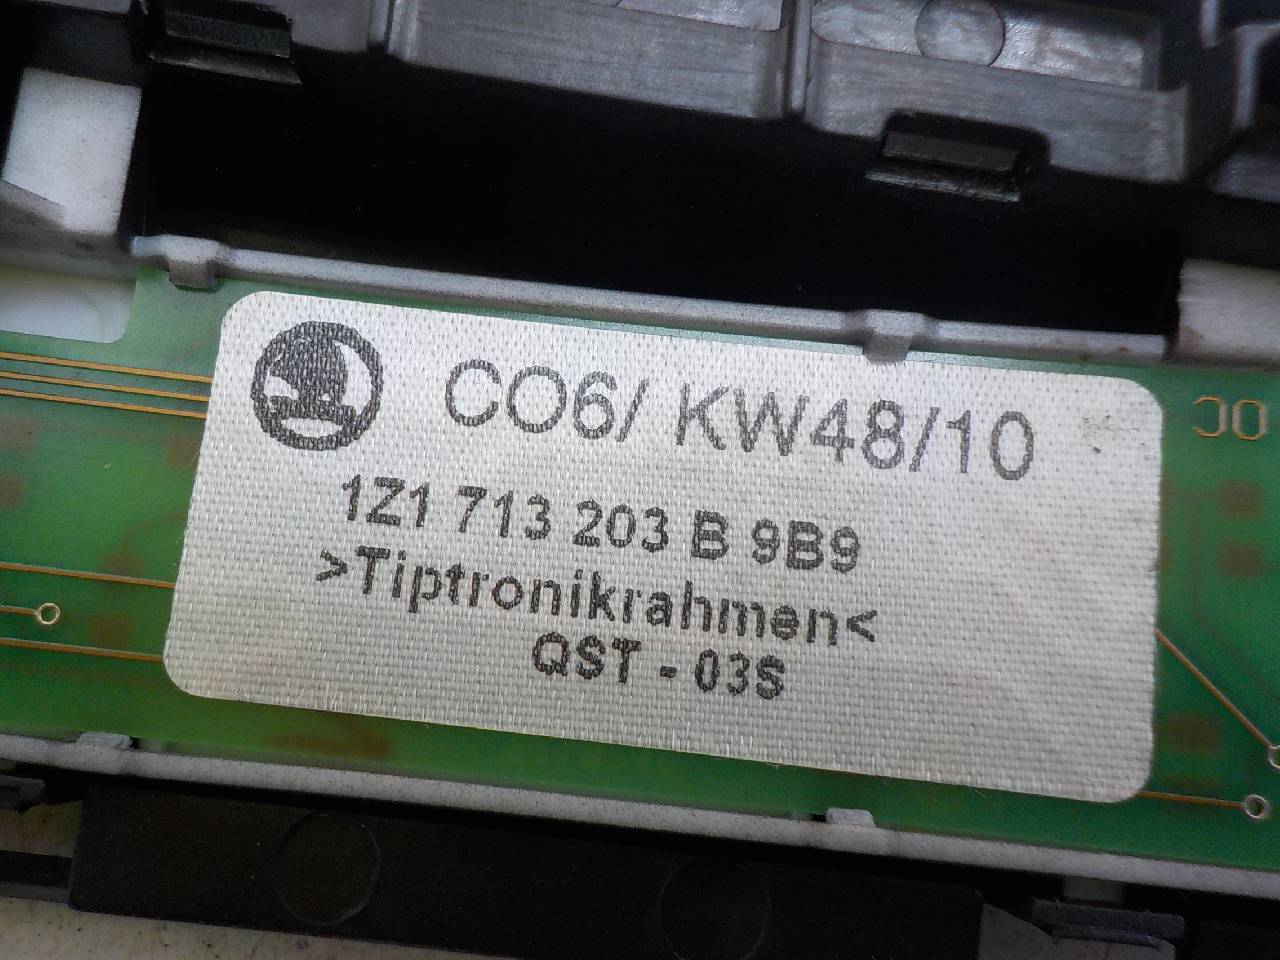 CO6/ KW48/10
1Z1 713 203 B 9B9
>Tiptronikrahmen<
QST - 03S